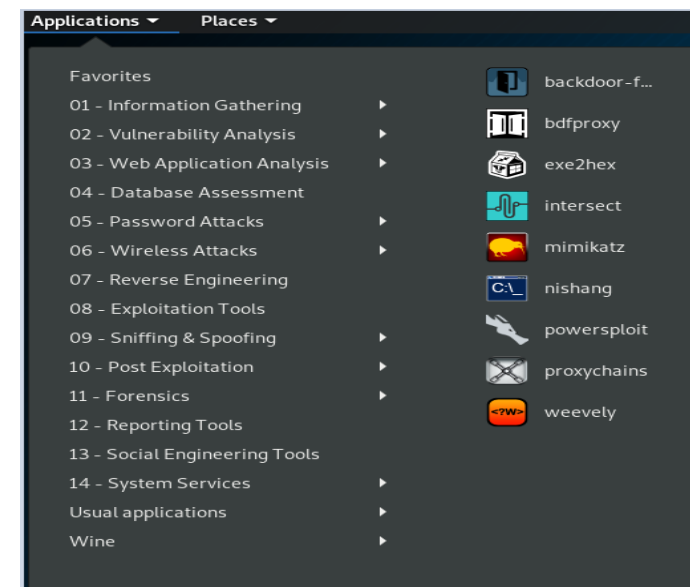 Applications Places
Favorites
01 - Information Gathering
02 - Vulnerability Analysis
03 - Web Application Analysis
04 - Database Assessment
05 - Password Attacks
06 - Wireless Attacks
07 - Reverse Engineering
08 - Exploitation Tools
09 - Sniffing & Spoofing
10 - Post Exploitation
11 - Forensics
12 - Reporting Tools
13 - Social Engineering Tools
14 - System Services
Usual applications
Wine
backdoor-f...
bdfproxy
exe2hex
intersect
mimikatz
C:\_ nishang
powersploit
proxychains
<?W> weevely